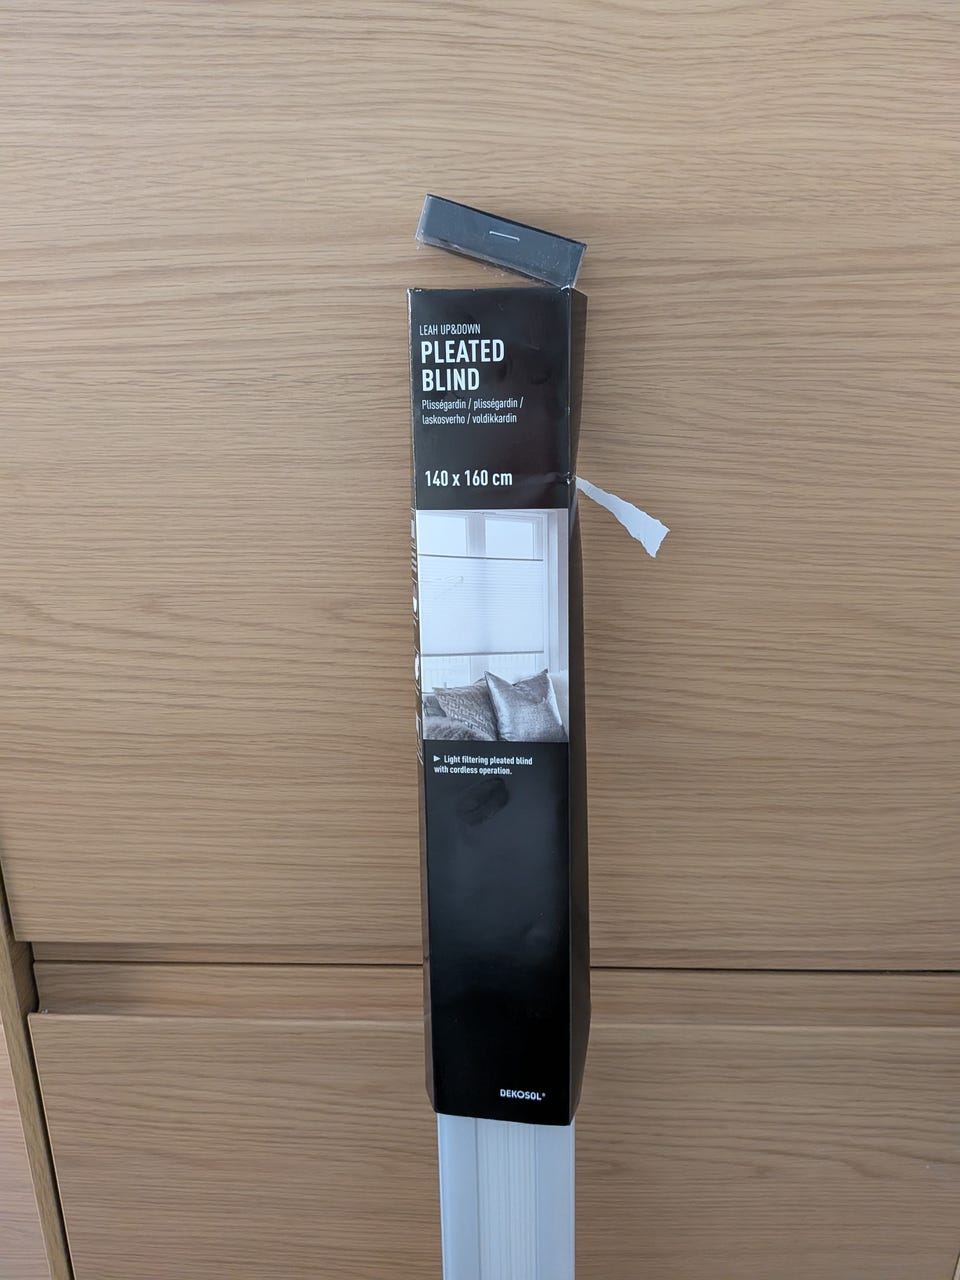 LEAH UP&DOWN
PLEATED
BLIND
Plisségardin / plisségardin /
laskosverho / voldikkardin
140 x 160 cm
► Light filtering pleated blind
with cordless operation.
DEKOSOL®